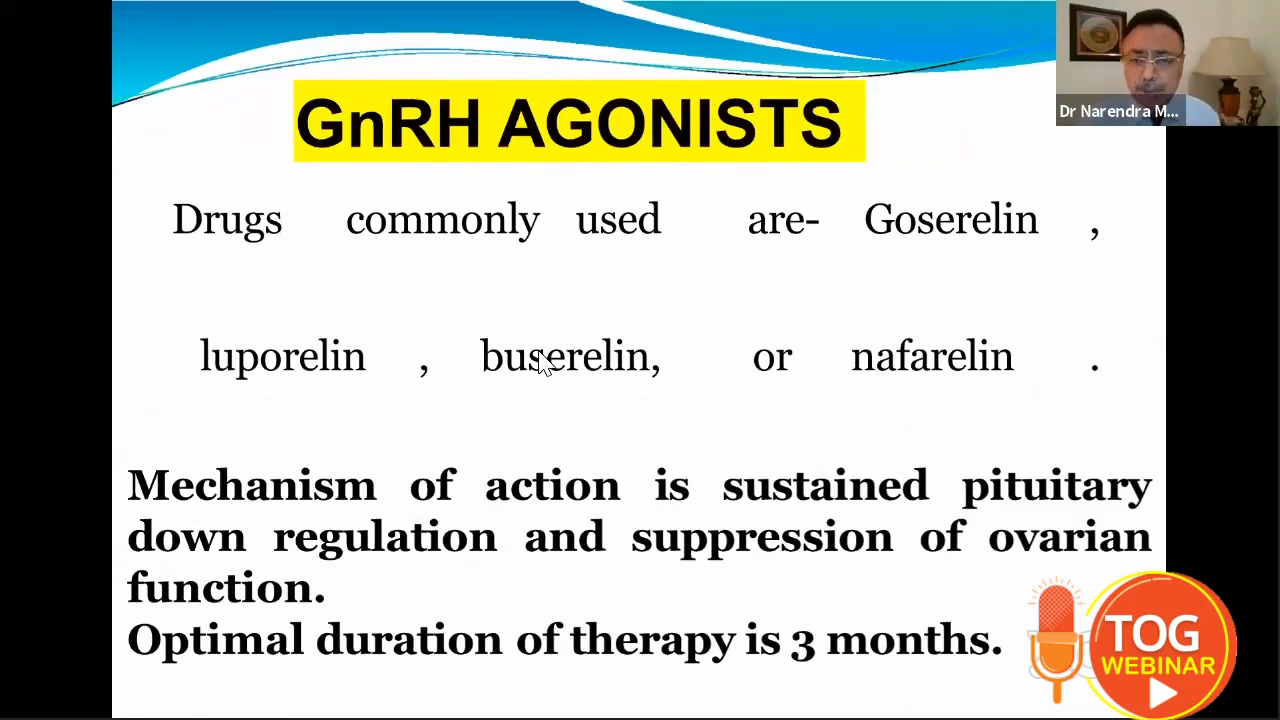 Dr Narendra M...
GnRH AGONISTS
Drugs commonly used are- Goserelin ,
luporelin , buserelin, or nafarelin .
Mechanism of action is sustained pituitary
down regulation and suppression of ovarian
function.
Optimal duration of therapy is 3 months.
TOG
WEBINAR